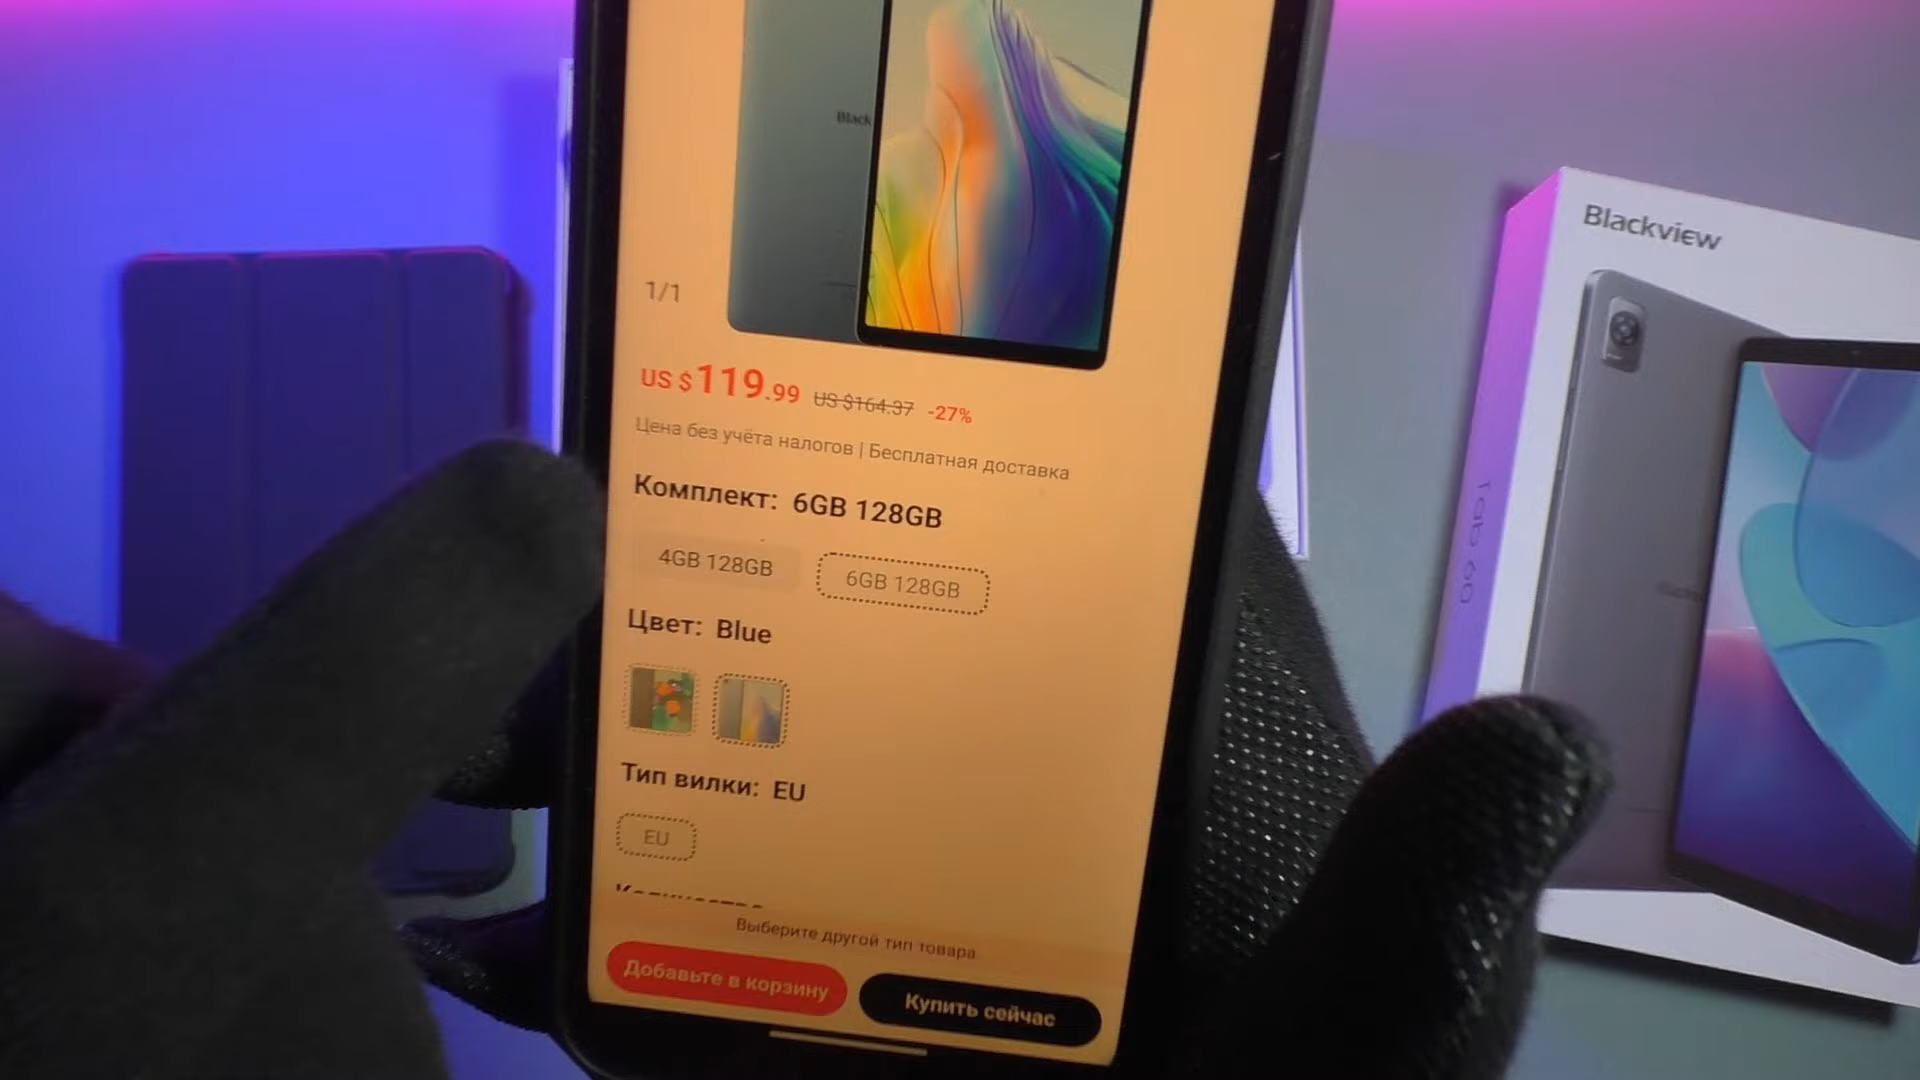 Black
1/1
US $119.99 US $164.37 -27%
Цена без учёта налогов | Бесплатная доставка
Комплект: 6GB 128GB
4GB 128GB
6GB 128GB
Цвет: Blue
Тип вилки: EU
EU
Выберите другой тип товара
Добавьте в корзину
Купить сейчас
Blackview
Tab 60